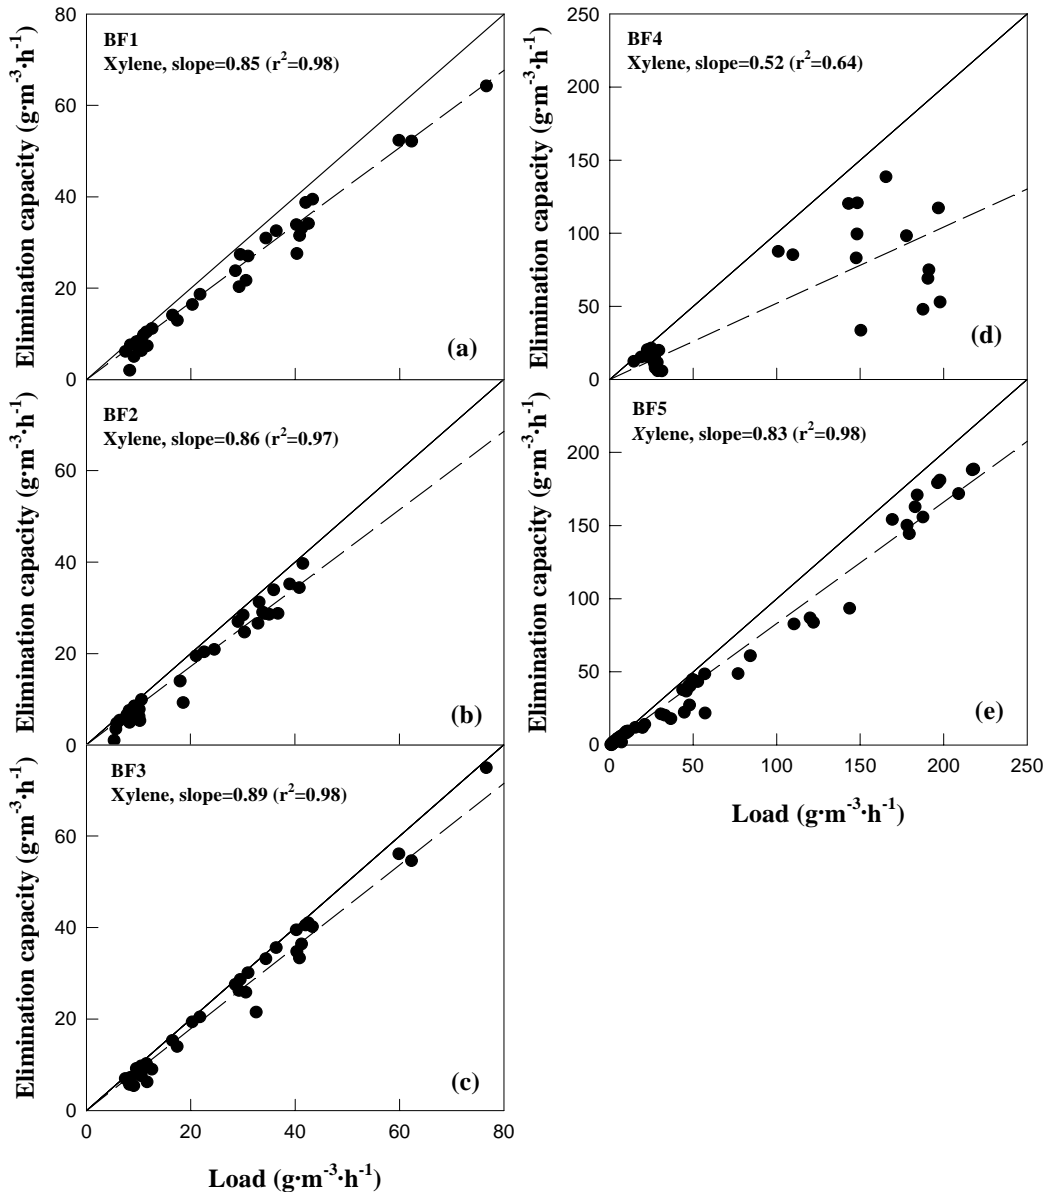 80
BF1
Xylene, slope=0.85 (r²=0.98)
60
40
20
0
(a)
Elimination capacity (g·m⁻³·h⁻¹)
BF2
Xylene, slope=0.86 (r²=0.97)
60
40
20
0
(b)
Elimination capacity (g·m⁻³·h⁻¹)
BF3
Xylene, slope=0.89 (r²=0.98)
60
40
20
0
(c)
Elimination capacity (g·m⁻³·h⁻¹)
0 20 40 60 80
Load (g·m⁻³·h⁻¹)
250
BF4
Xylene, slope=0.52 (r²=0.64)
200
150
100
50
0
(d)
Elimination capacity (g·m⁻³·h⁻¹)
BF5
Xylene, slope=0.83 (r²=0.98)
200
150
100
50
0
(e)
Elimination capacity (g·m⁻³·h⁻¹)
0 50 100 150 200 250
Load (g·m⁻³·h⁻¹)